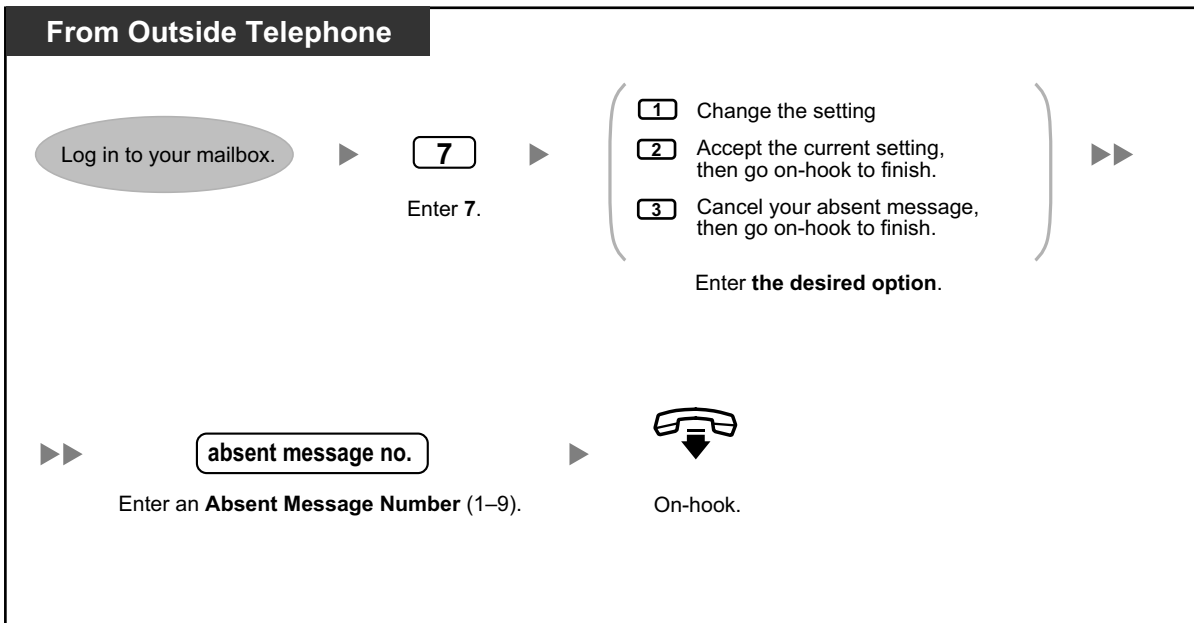 From Outside Telephone
Log in to your mailbox.
7
Enter 7.
1 Change the setting
2 Accept the current setting,
then go on-hook to finish.
3 Cancel your absent message,
then go on-hook to finish.
Enter the desired option.
absent message no.
Enter an Absent Message Number (1–9).
On-hook.